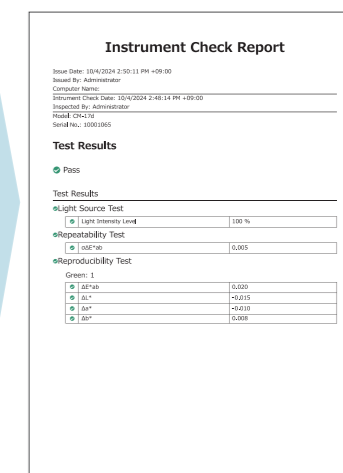 Instrument Check Report
Issue Date: 10/4/2024 2:50:11 PM +09:00
Issued By: Administrator
Computer Name:
Intrument Check Date: 10/4/2024 2:48:14 PM +09:00
Inspected By: Administrator
Model: CM-17d
Serial No.: 10001065
Test Results
Pass
Test Results
Light Source Test
Light Intensity Level 100 %
Repeatability Test
σΔE*ab 0.005
Reproducibility Test
Green: 1
ΔE*ab 0.020
ΔL* -0.015
Δa* -0.010
Δb* 0.008